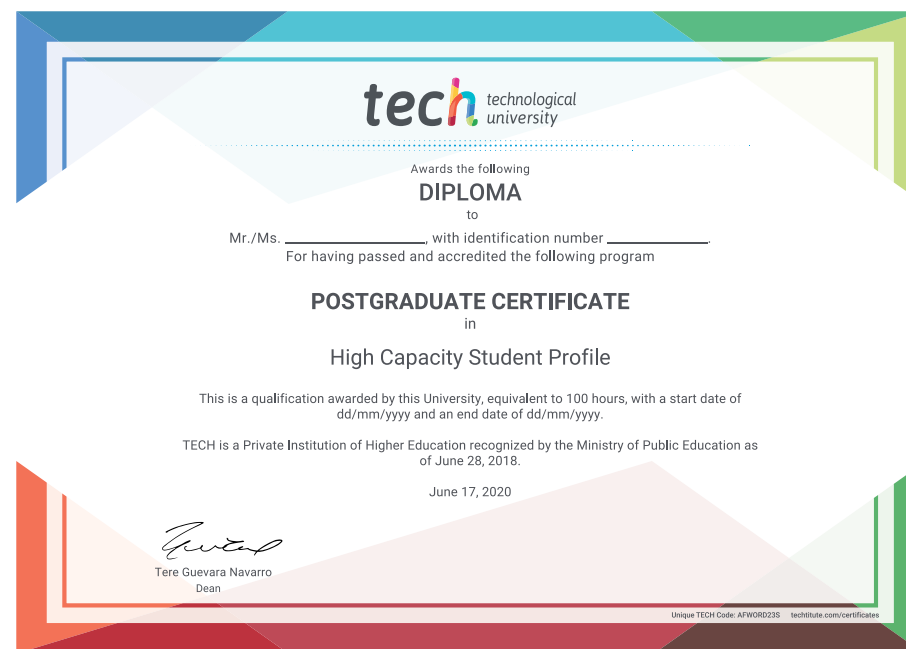 tech technological
university
Awards the following
DIPLOMA
to
Mr./Ms. ____________________, with identification number ______________.
For having passed and accredited the following program
POSTGRADUATE CERTIFICATE
in
High Capacity Student Profile
This is a qualification awarded by this University, equivalent to 100 hours, with a start date of
dd/mm/yyyy and an end date of dd/mm/yyyy.
TECH is a Private Institution of Higher Education recognized by the Ministry of Public Education as
of June 28, 2018.
June 17, 2020
Tere Guevara Navarro
Dean
Unique TECH Code: AFWORD23S techtitute.com/certificates